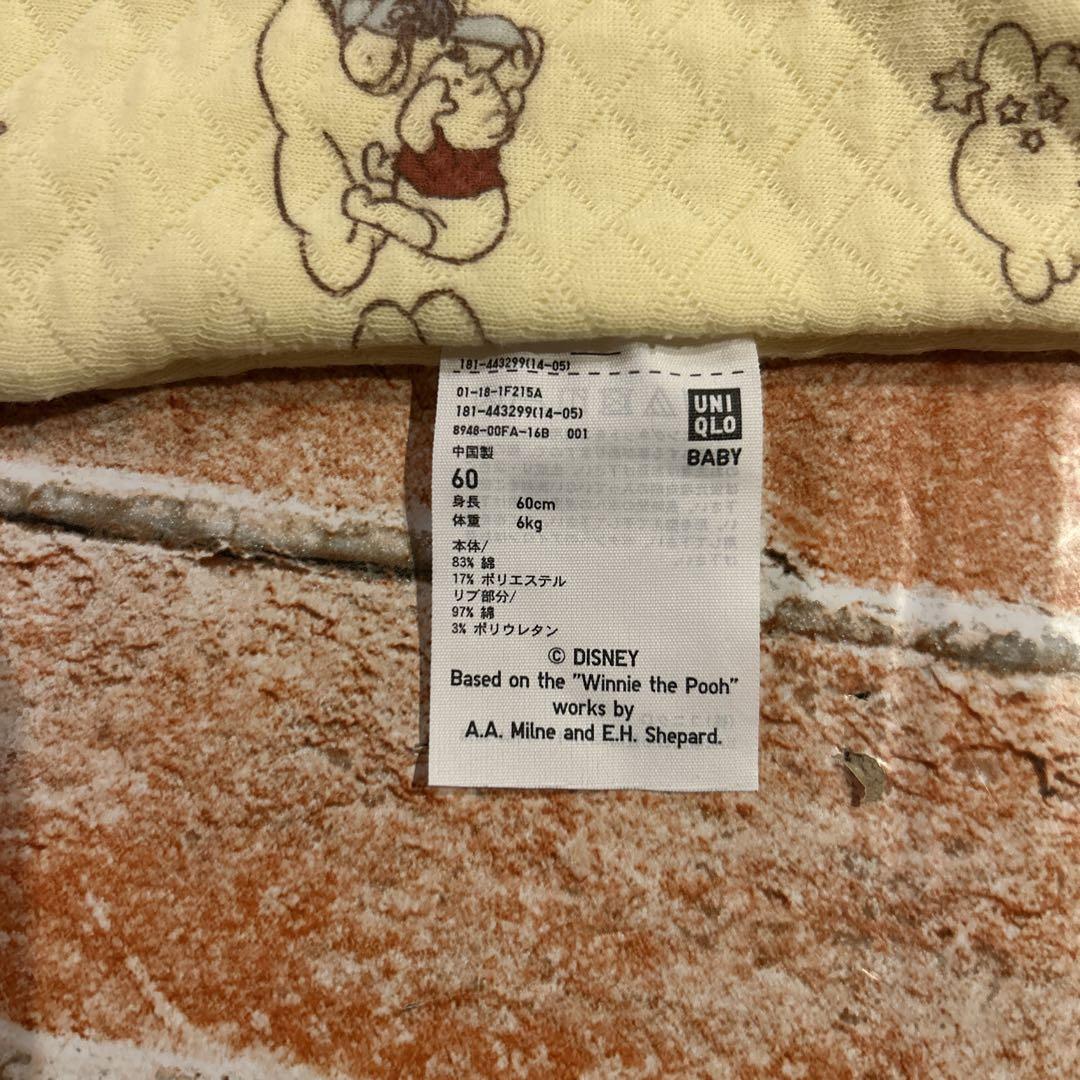 181-443299(14-05)
01-18-1F215A
181-443299(14-05)
8948-00FA-16B 001
UNI
QLO
BABY
中国製
60
身長 60cm
体重 6kg
本体/
83% 綿
17% ポリエステル
リブ部分/
97% 綿
3% ポリウレタン
© DISNEY
Based on the "Winnie the Pooh"
works by
A.A. Milne and E.H. Shepard.